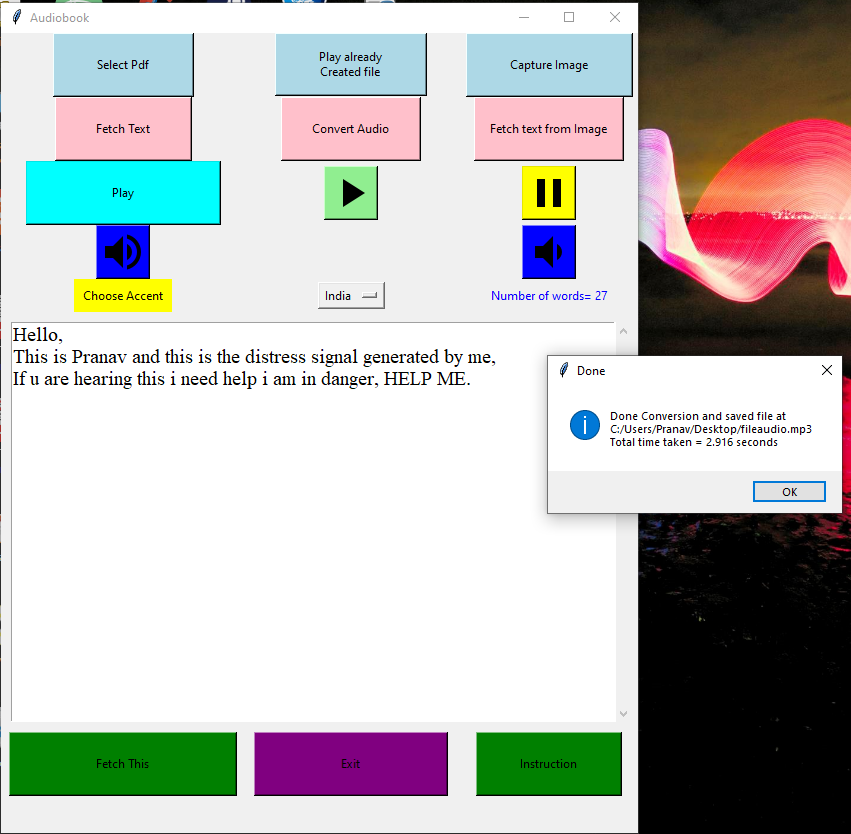 Audiobook
Select Pdf
Play already
Created file
Capture Image
Fetch Text
Convert Audio
Fetch text from Image
Play
Choose Accent
India
Number of words= 27
Hello,
This is Pranav and this is the distress signal generated by me,
If u are hearing this i need help i am in danger, HELP ME.
Done
Done Conversion and saved file at
C:/Users/Pranav/Desktop/fileaudio.mp3
Total time taken = 2.916 seconds
OK
Fetch This
Exit
Instruction